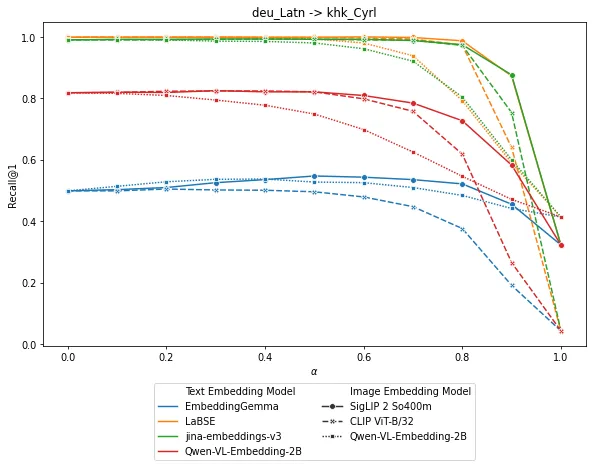 deu_Latn -> khk_Cyrl
1.0
0.8
0.6
0.4
0.2
0.0
Recall@1
0.0 0.2 0.4 0.6 0.8 1.0
α
Text Embedding Model
EmbeddingGemma
LaBSE
jina-embeddings-v3
Qwen-VL-Embedding-2B
Image Embedding Model
SigLIP 2 So400m
CLIP ViT-B/32
Qwen-VL-Embedding-2B